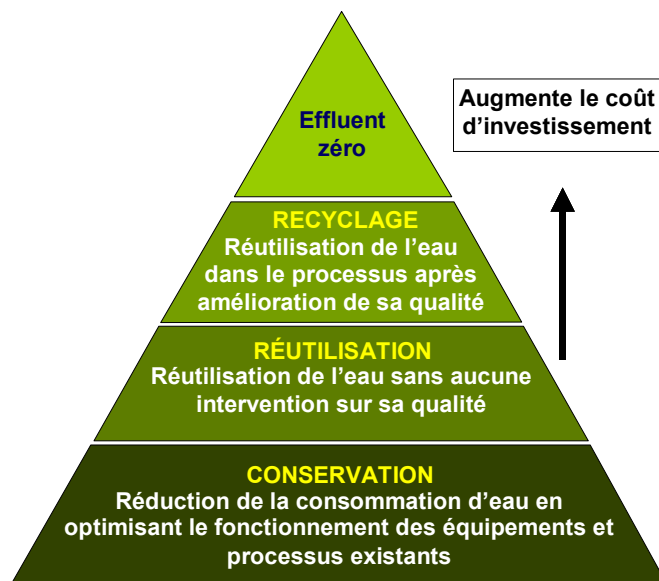 Effluent
zéro
Augmente le coût
d'investissement
RECYCLAGE
Réutilisation de l'eau
dans le processus après
amélioration de sa qualité
RÉUTILISATION
Réutilisation de l'eau sans aucune
intervention sur sa qualité
CONSERVATION
Réduction de la consommation d'eau en
optimisant le fonctionnement des équipements et
processus existants